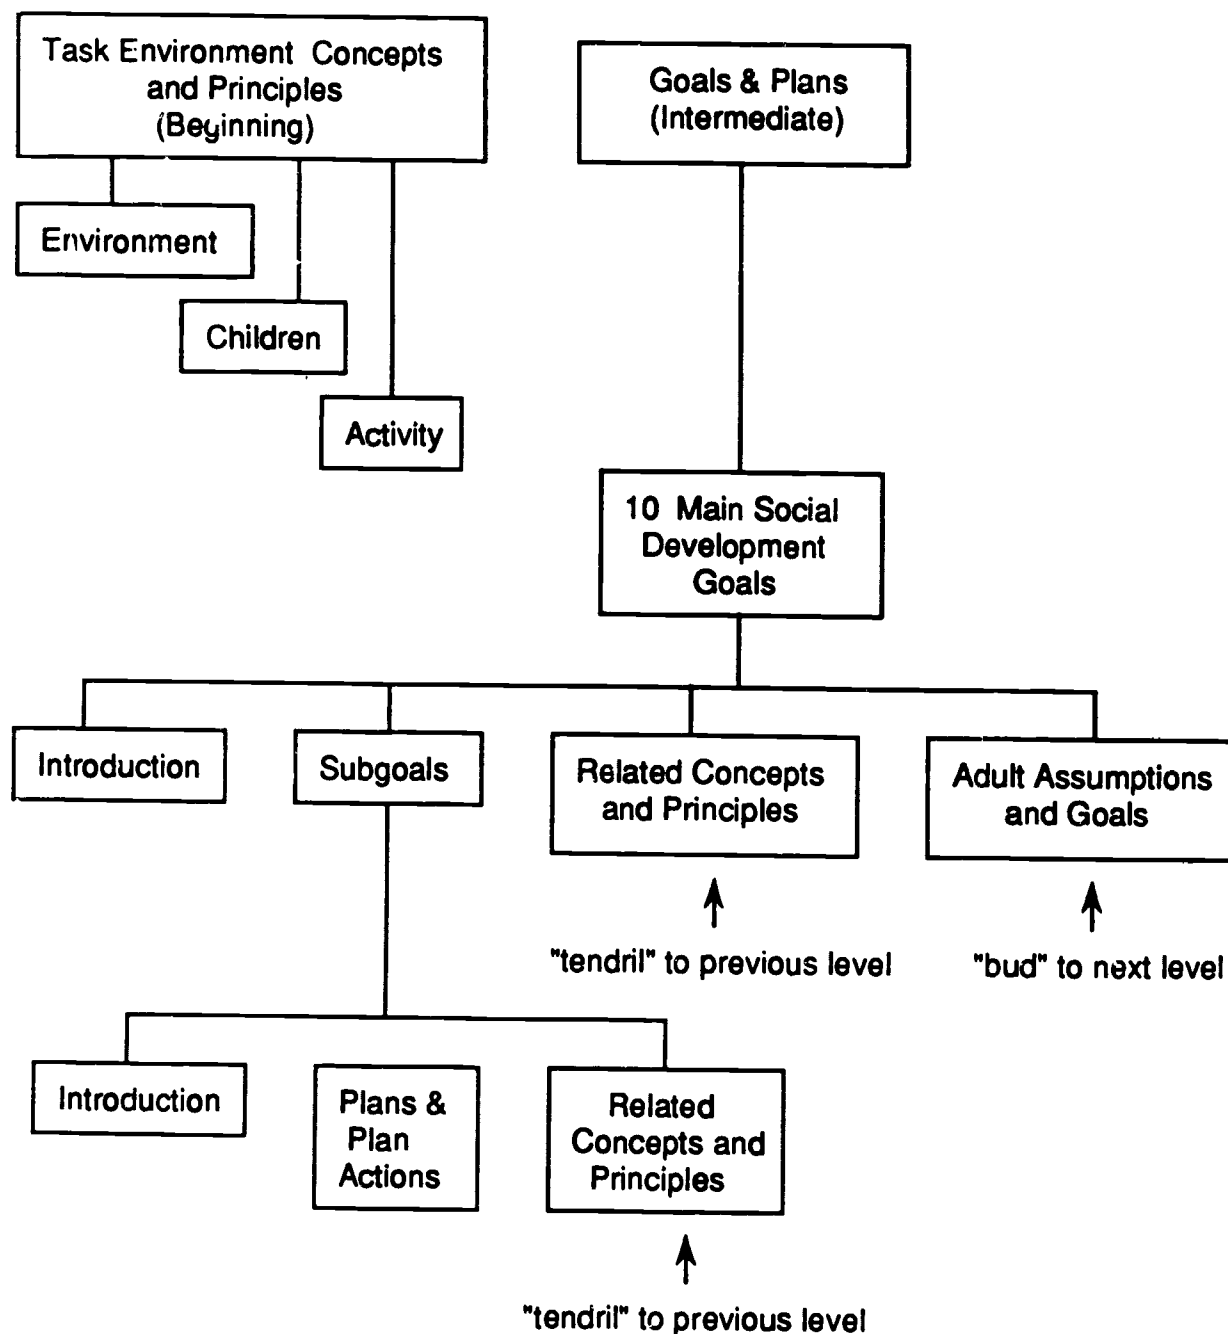 Task Environment Concepts
and Principles
(Beginning)
Goals & Plans
(Intermediate)
Environment
Children
Activity
10 Main Social
Development
Goals
Introduction
Subgoals
Related Concepts
and Principles
Adult Assumptions
and Goals
"tendril" to previous level
"bud" to next level
Introduction
Plans &
Plan
Actions
Related
Concepts and
Principles
"tendril" to previous level